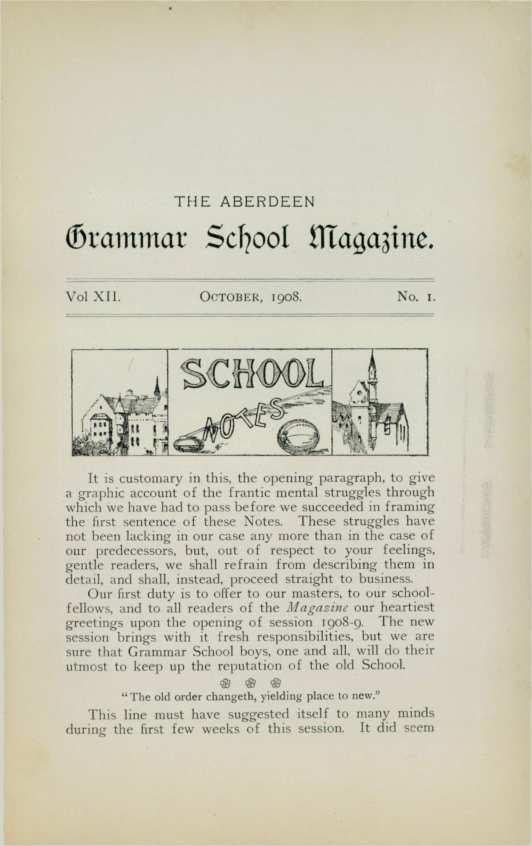 THE ABERDEEN
Grammar School Magazine.
Vol XII. OCTOBER, 1908. No. 1.
SCHOOL
NOTES
It is customary in this, the opening paragraph, to give
a graphic account of the frantic mental struggles through
which we have had to pass before we succeeded in framing
the first sentence of these Notes. These struggles have
not been lacking in our case any more than in the case of
our predecessors, but, out of respect to your feelings,
gentle readers, we shall refrain from describing them in
detail, and shall, instead, proceed straight to business.
Our first duty is to offer to our masters, to our school-
fellows, and to all readers of the Magazine our heartiest
greetings upon the opening of session 1908-9. The new
session brings with it fresh responsibilities, but we are
sure that Grammar School boys, one and all, will do their
utmost to keep up the reputation of the old School.
"The old order changeth, yielding place to new."
This line must have suggested itself to many minds
during the first few weeks of this session. It did seem